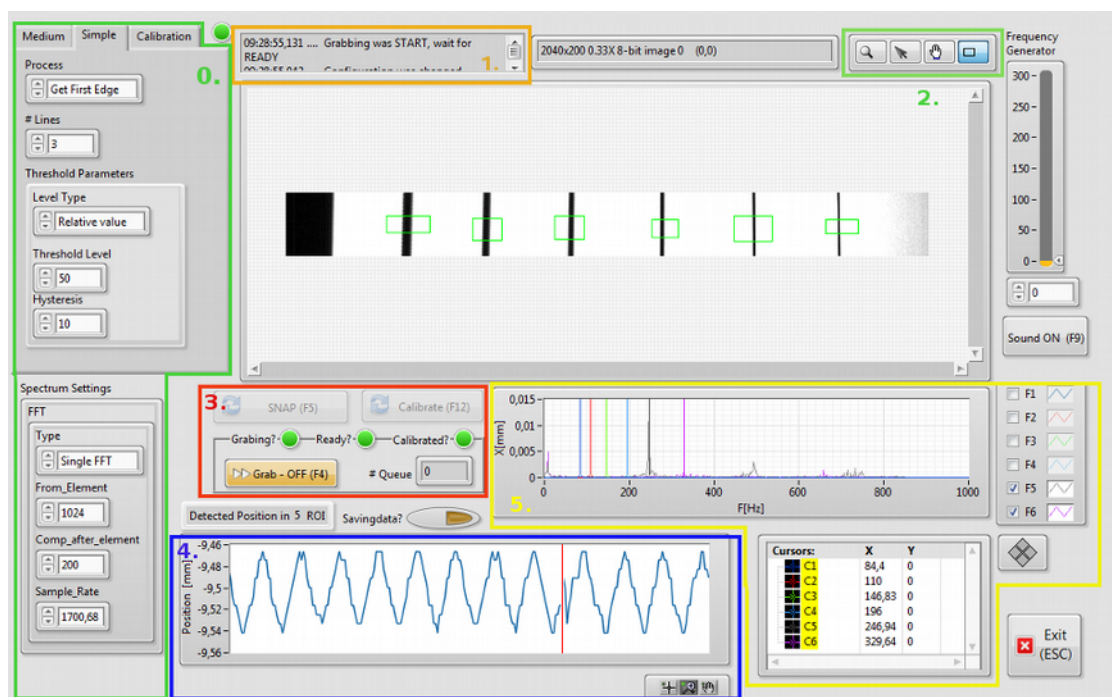 Medium Simple Calibration
0.
Process
Get First Edge
# Lines
3
Threshold Parameters
Level Type
Relative value
Threshold Level
50
Hysteresis
10
Spectrum Settings
FFT
Type
Single FFT
From_Element
1024
Comp_after_element
200
Sample_Rate
1700,68
09:28:55,131 .... Grabbing was START, wait for
READY
1.
2040x200 0.33X 8-bit image 0 (0,0)
2.
Frequency
Generator
300
250
200
150
100
50
0
0
Sound ON (F9)
3.
SNAP (F5) Calibrate (F12)
Grabing? Ready? Calibrated?
Grab - OFF (F4) # Queue 0
Detected Position in 5 ROI Savingdata?
4.
Position [mm]
-9,46
-9,48
-9,5
-9,52
-9,54
-9,56
5.
X[mm]
0,015
0,01
0,005
0
0 200 400 600 800 1000
F[Hz]
F1
F2
F3
F4
F5
F6
Cursors: X Y
C1 84,4 0
C2 110 0
C3 146,83 0
C4 196 0
C5 246,94 0
C6 329,64 0
Exit
(ESC)